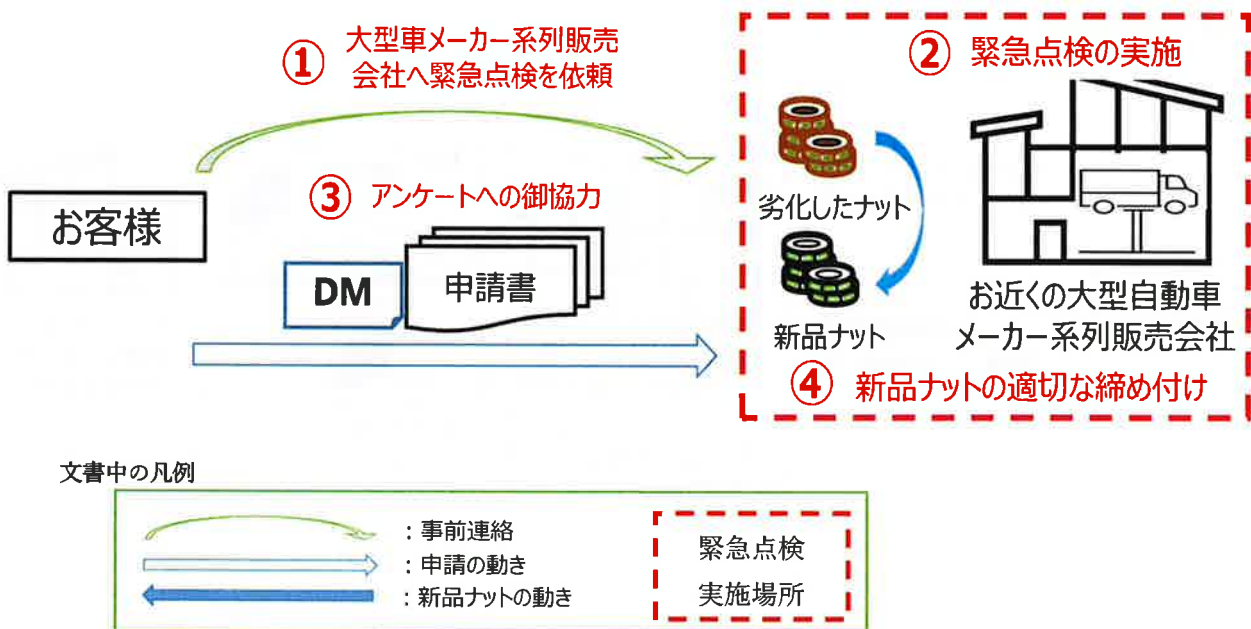 ① 大型車メーカー系列販売
会社へ緊急点検を依頼
② 緊急点検の実施
お客様
③ アンケートへの御協力
DM
申請書
劣化したナット
新品ナット
お近くの大型自動車
メーカー系列販売会社
④ 新品ナットの適切な締め付け
文書中の凡例
：事前連絡
：申請の動き
：新品ナットの動き
緊急点検
実施場所